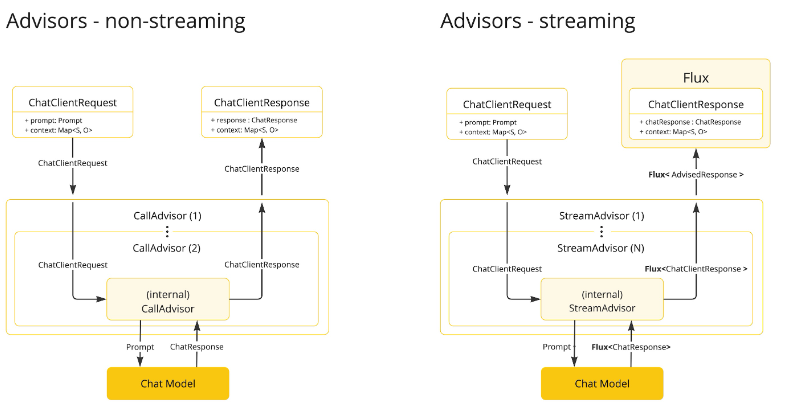 Advisors - non-streaming
ChatClientRequest
+ prompt: Prompt
+ context: Map<S, O>
ChatClientResponse
+ response : ChatResponse
+ context: Map<S, O>
ChatClientRequest
ChatClientResponse
CallAdvisor (1)
CallAdvisor (2)
ChatClientRequest
ChatClientResponse
(internal)
CallAdvisor
Prompt
ChatResponse
Chat Model
Advisors - streaming
Flux
ChatClientRequest
+ prompt: Prompt
+ context: Map<S, O>
ChatClientResponse
+ chatResponse : ChatResponse
+ context: Map<S, O>
ChatClientRequest
Flux< AdvisedResponse >
StreamAdvisor (1)
StreamAdvisor (N)
ChatClientRequest
Flux<ChatClientResponse >
(internal)
StreamAdvisor
Prompt
Flux<ChatResponse>
Chat Model